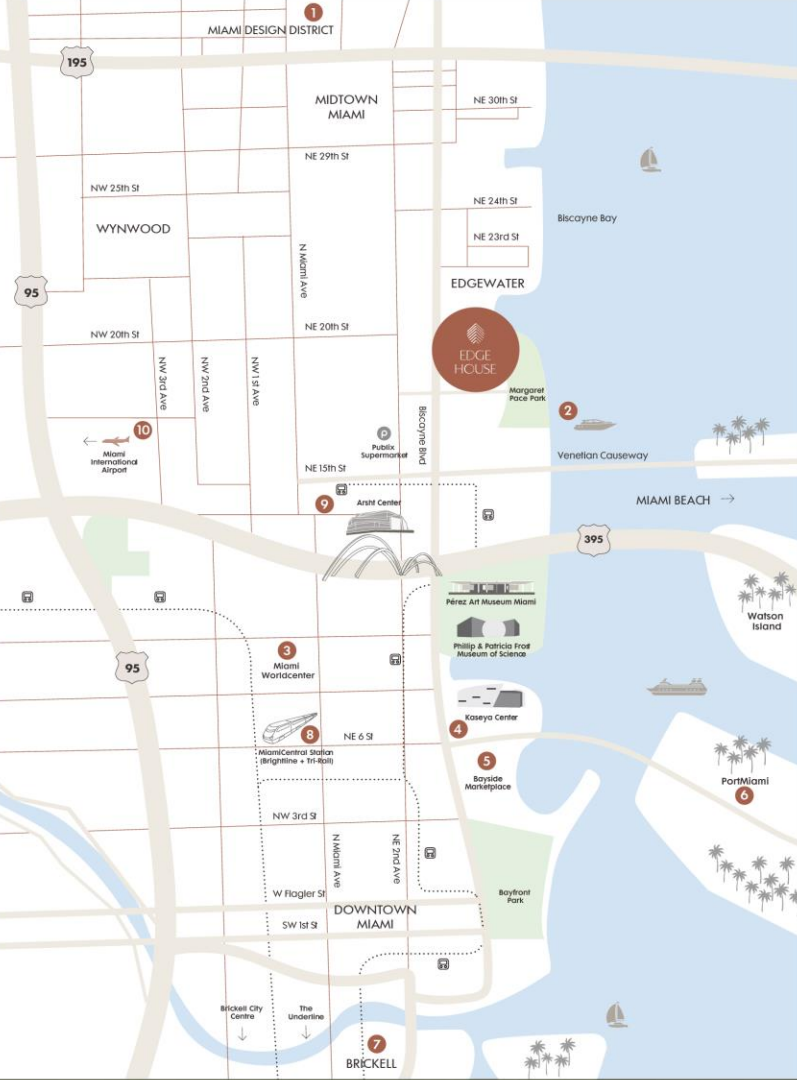 1
MIAMI DESIGN DISTRICT
195
MIDTOWN
MIAMI
NE 30th St
NE 29th St
NW 25th St
NE 24th St
Biscayne Bay
WYNWOOD
NE 23rd St
N Miami Ave
EDGEWATER
95
NW 20th St
NE 20th St
EDGE
HOUSE
NW 3rd Ave
NW 2nd Ave
NW 1st Ave
Margaret
Pace Park
2
Biscayne Blvd
10
Miami
International
Airport
P
Publix
Supermarket
Venetian Causeway
NE 15th St
MIAMI BEACH
9
Arsht Center
395
Pérez Art Museum Miami
Watson
Island
Phillip & Patricia Frost
Museum of Science
3
Miami
Worldcenter
95
Kaseya Center
4
8
NE 6 St
MiamiCentral Station
(Brightline + Tri-Rail)
5
Bayside
Marketplace
PortMiami
6
NW 3rd St
N Miami Ave
NE 2nd Ave
W Flagler St
Bayfront
Park
DOWNTOWN
MIAMI
SW 1st St
Brickell City
Centre
The
Underline
7
BRICKELL